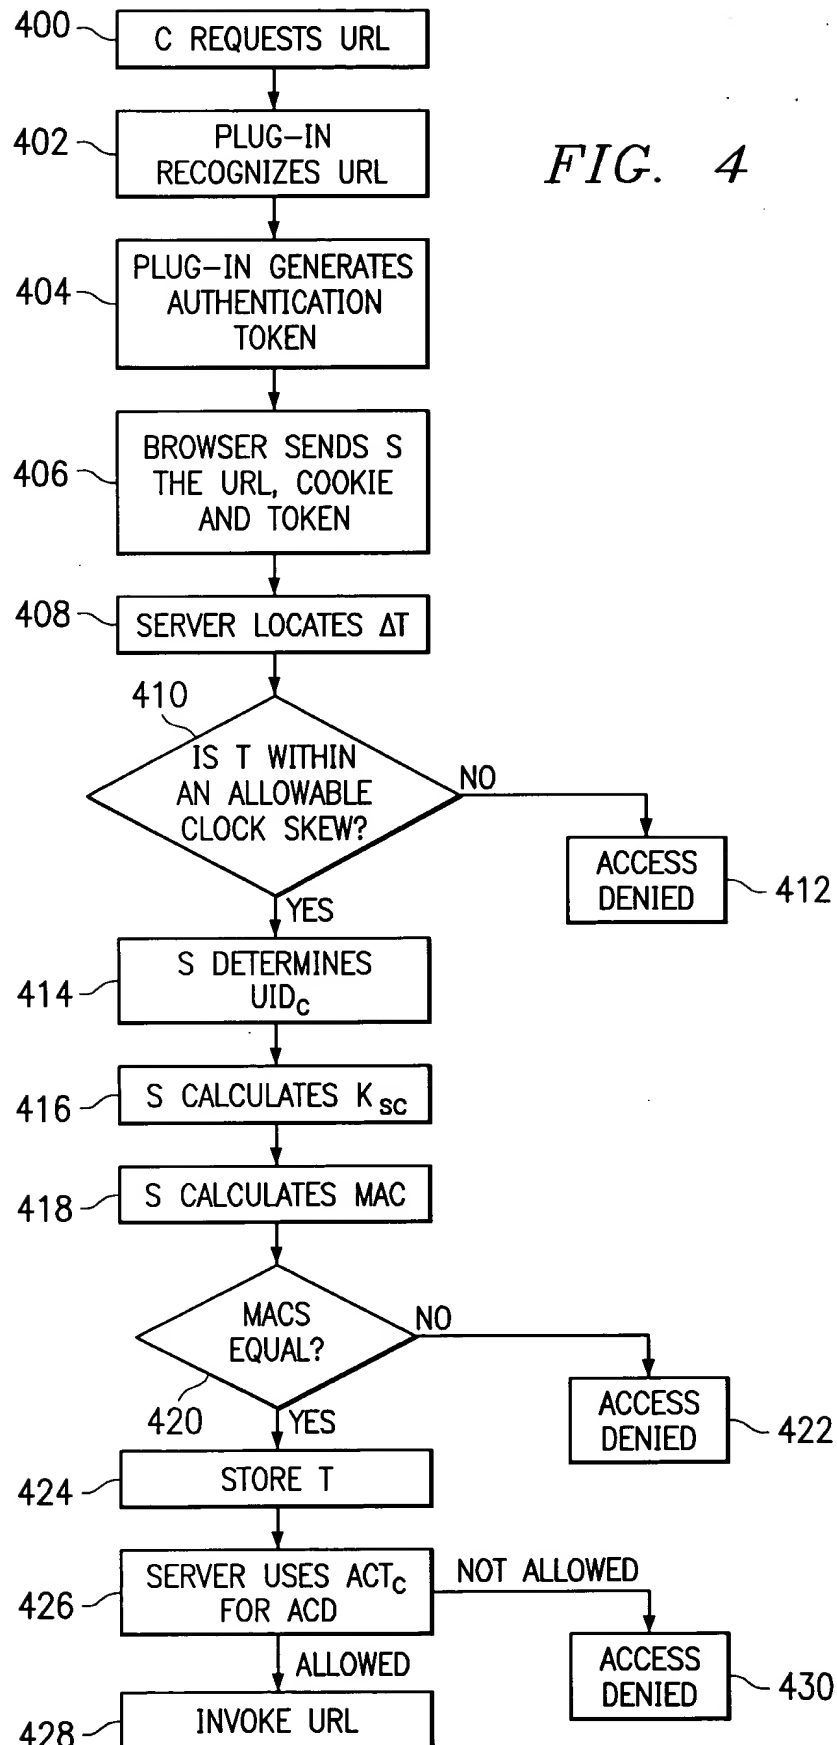 400
C REQUESTS URL
402
PLUG-IN
RECOGNIZES URL
FIG. 4
404
PLUG-IN GENERATES
AUTHENTICATION
TOKEN
406
BROWSER SENDS S
THE URL, COOKIE
AND TOKEN
408
SERVER LOCATES ΔT
410
IS T WITHIN
AN ALLOWABLE
CLOCK SKEW?
NO
ACCESS
DENIED
412
YES
414
S DETERMINES
UIDC
416
S CALCULATES KSC
418
S CALCULATES MAC
MACS
EQUAL?
NO
420
ACCESS
DENIED
422
YES
424
STORE T
426
SERVER USES ACTC
FOR ACD
NOT ALLOWED
ALLOWED
ACCESS
DENIED
430
428
INVOKE URL